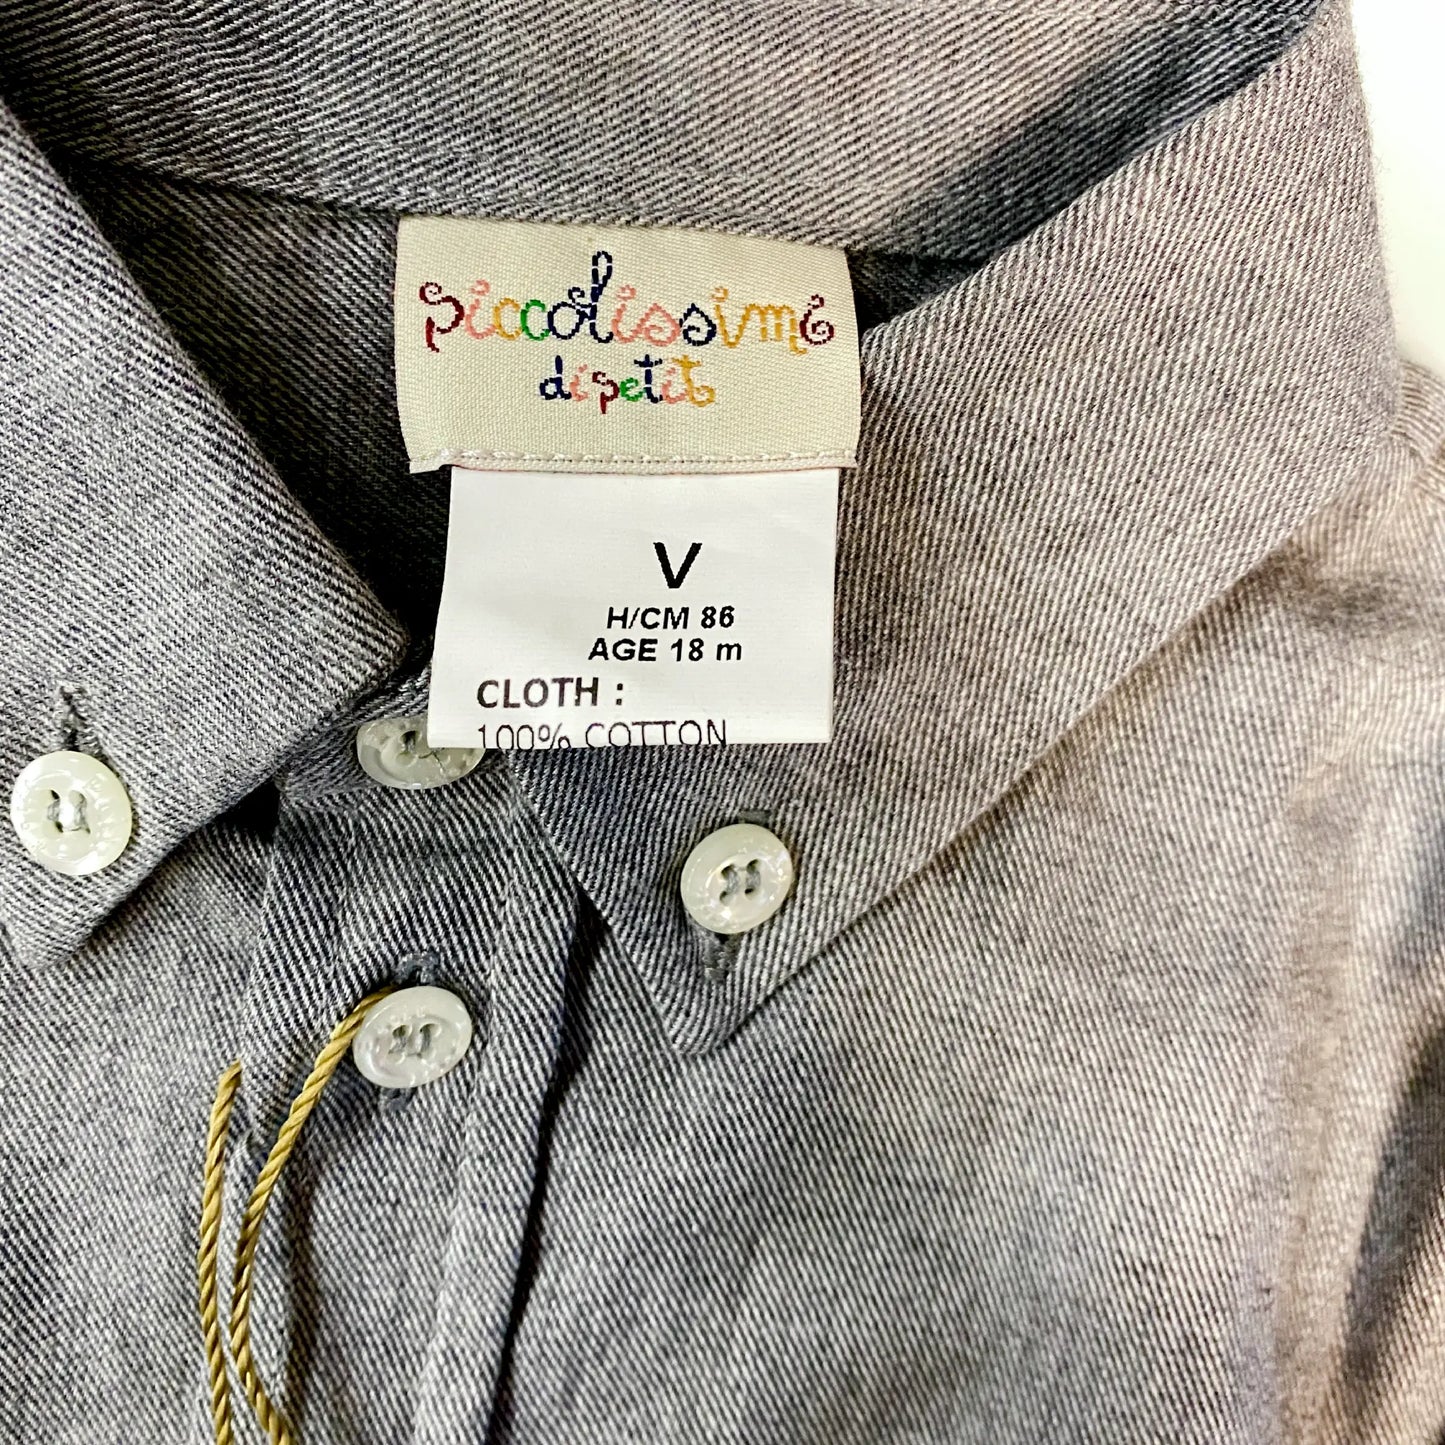 piccolissimi
dipetit
V
H/CM 86
AGE 18 m
CLOTH :
100% COTTON